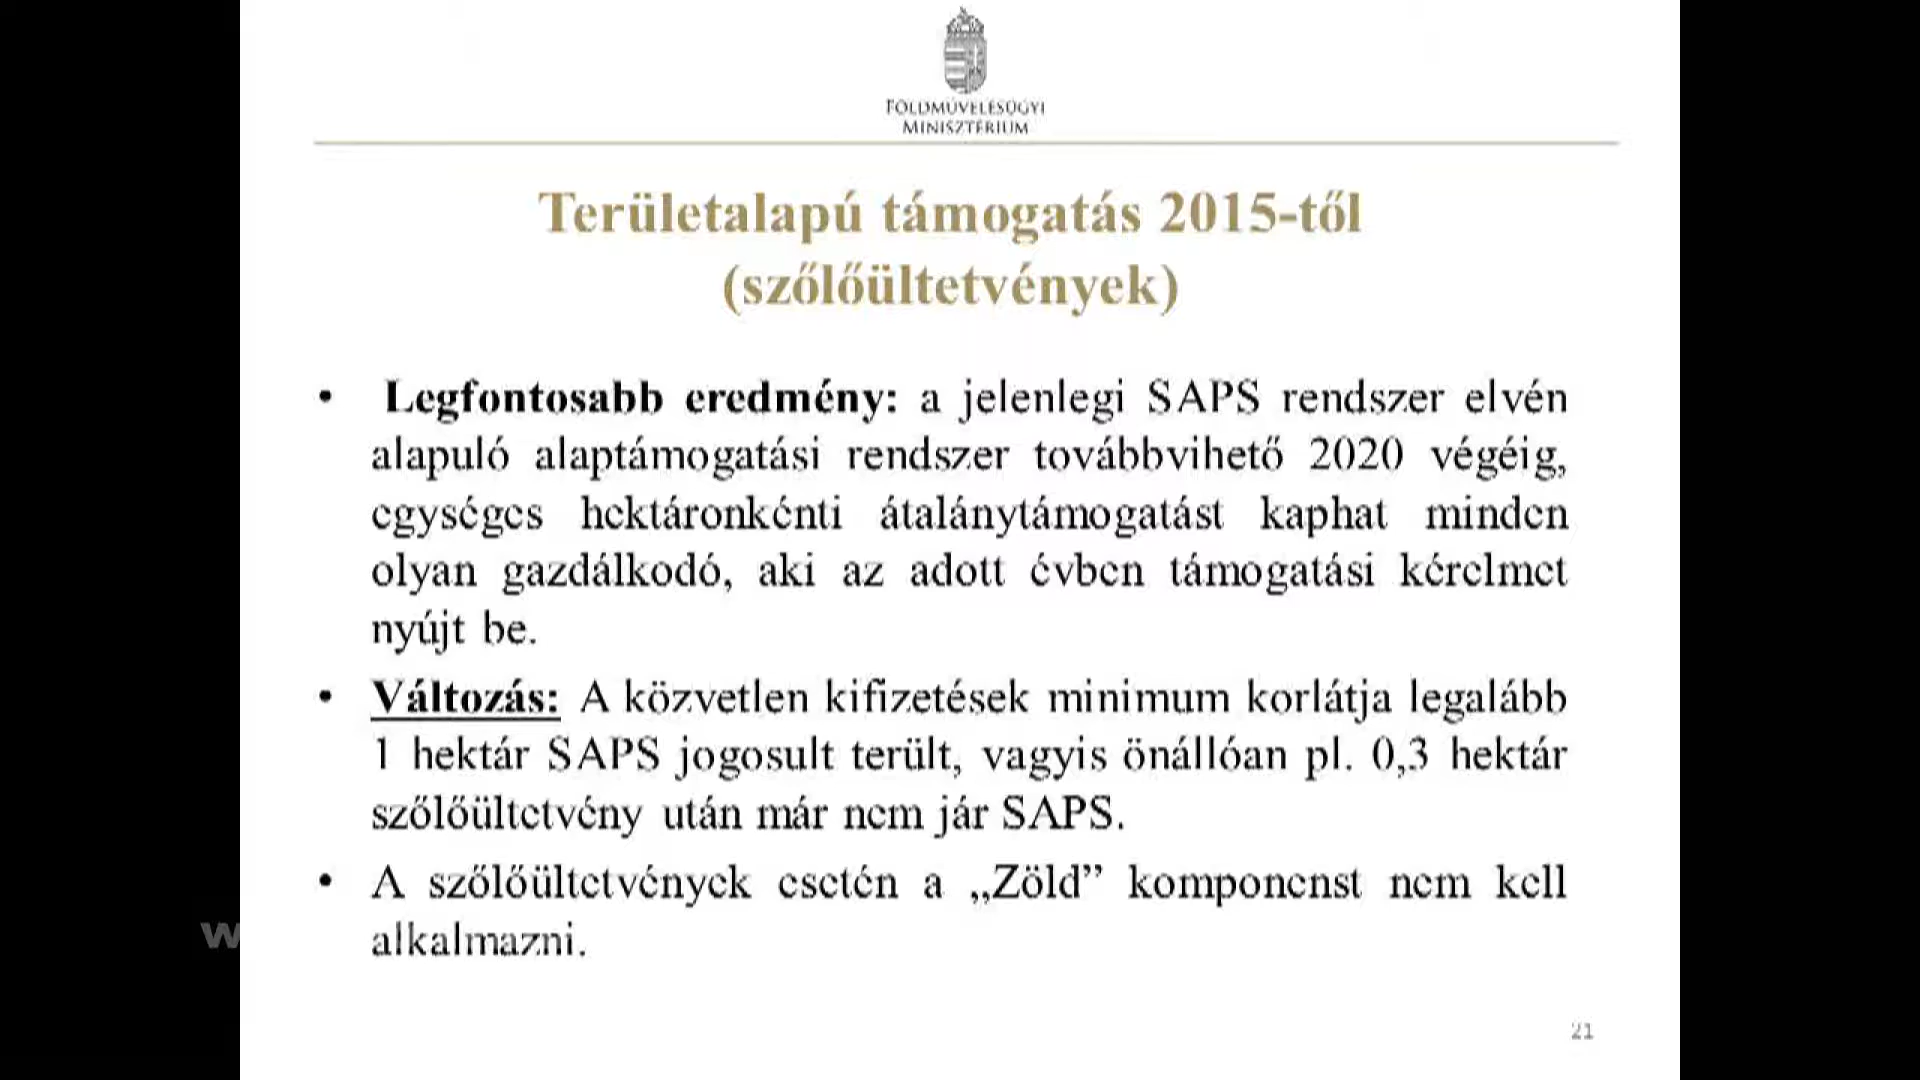 FÖLDMŰVELÉSÜGYI
MINISZTÉRIUM
Területalapú támogatás 2015-től
(szőlőültetvények)
• Legfontosabb eredmény: a jelenlegi SAPS rendszer elvén
alapuló alaptámogatási rendszer továbbvihető 2020 végéig,
egységes hektáronkénti átalánytámogatást kaphat minden
olyan gazdálkodó, aki az adott évben támogatási kérelmet
nyújt be.
• Változás: A közvetlen kifizetések minimum korlátja legalább
1 hektár SAPS jogosult terült, vagyis önállóan pl. 0,3 hektár
szőlőültetvény után már nem jár SAPS.
• A szőlőültetvények esetén a „Zöld” komponenst nem kell
alkalmazni.
w
21